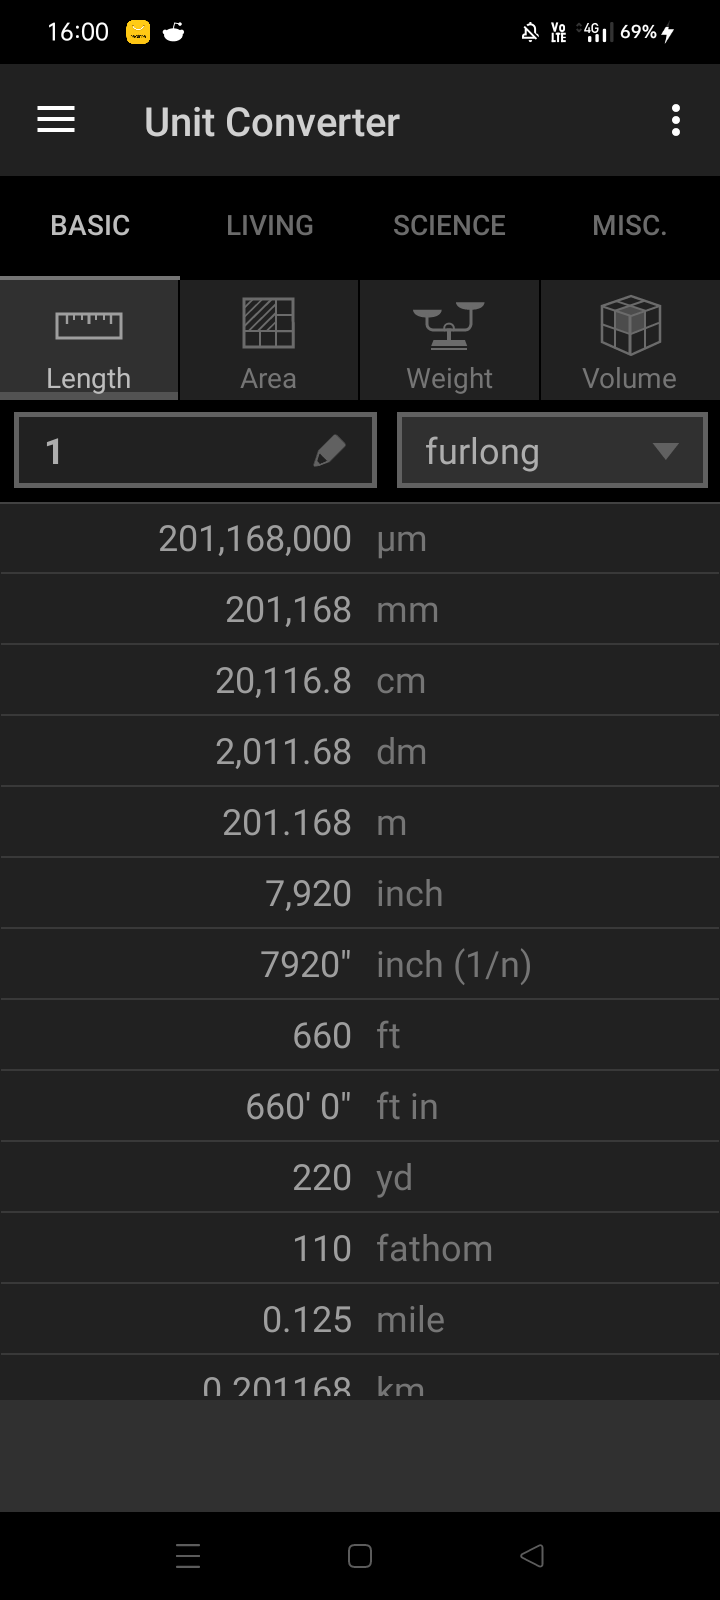 16:00 Vo LTE 4G 69%
Unit Converter
BASIC LIVING SCIENCE MISC.
Length Area Weight Volume
1 furlong
201,168,000 µm
201,168 mm
20,116.8 cm
2,011.68 dm
201.168 m
7,920 inch
7920" inch (1/n)
660 ft
660' 0" ft in
220 yd
110 fathom
0.125 mile
0.201168 km